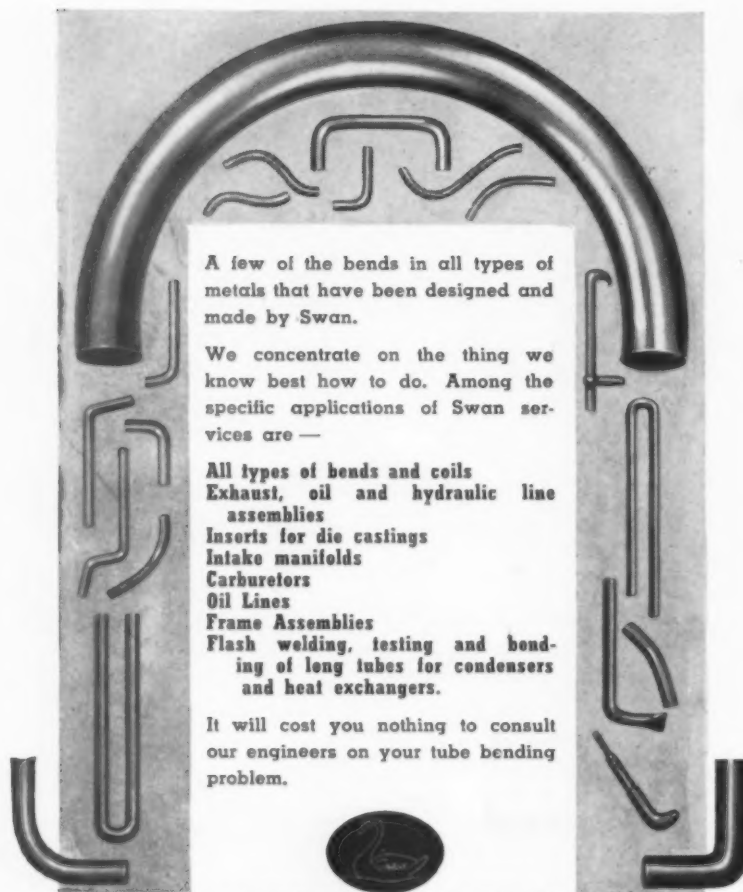 A few of the bends in all types of
metals that have been designed and
made by Swan.
We concentrate on the thing we
know best how to do. Among the
specific applications of Swan ser-
vices are —
All types of bends and coils
Exhaust, oil and hydraulic line
assemblies
Inserts for die castings
Intake manifolds
Carburetors
Oil Lines
Frame Assemblies
Flash welding, testing and bend-
ing of long tubes for condensers
and heat exchangers.
It will cost you nothing to consult
our engineers on your tube bending
problem.